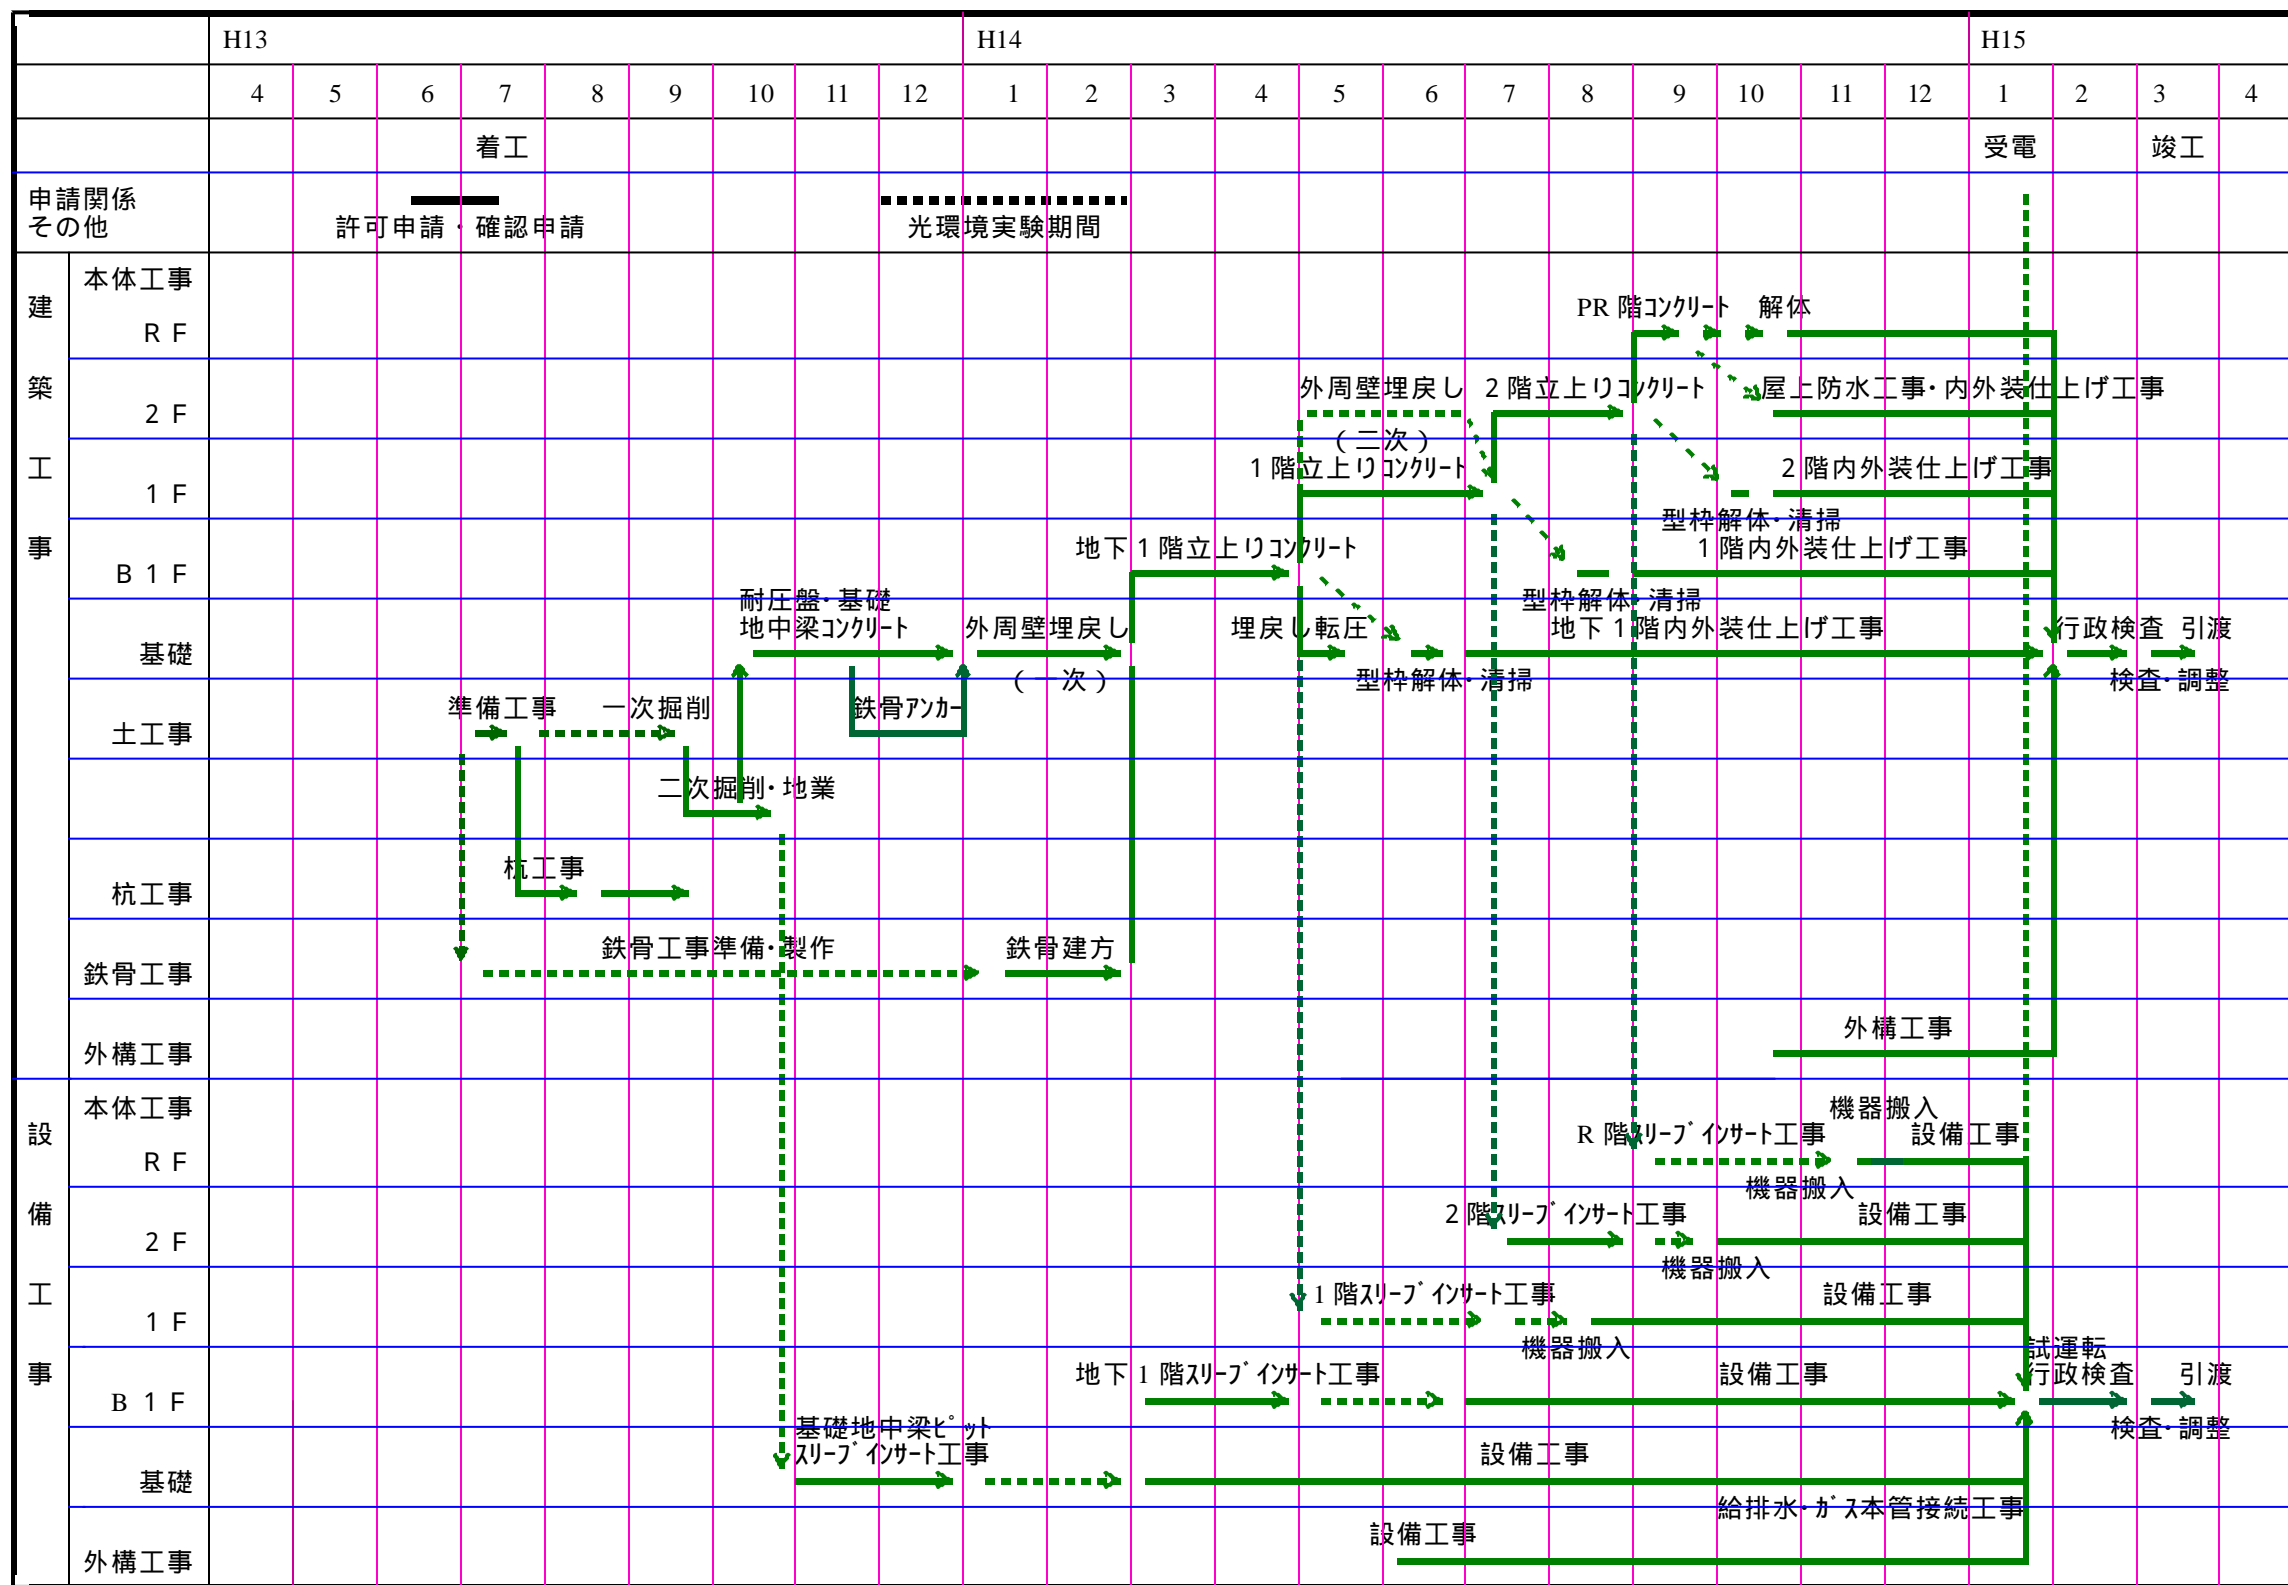 H13 H14 H15
4 5 6 7 8 9 10 11 12 1 2 3 4 5 6 7 8 9 10 11 12 1 2 3 4
着工 受電 竣工
申請関係
その他
許可申請・確認申請 光環境実験期間
建築工事
本体工事
PR 階コンクリート 解体
RF
外周壁埋戻し 2階立上りコンクリート 屋上防水工事・内外装仕上げ工事
2F
(二次)
1階立上りコンクリート 2階内外装仕上げ工事
1F
型枠解体・清掃
地下1階立上りコンクリート 1階内外装仕上げ工事
B1F
耐圧盤・基礎 型枠解体・清掃
地中梁コンクリート 外周壁埋戻し 埋戻し転圧 地下1階内外装仕上げ工事 行政検査 引渡
基礎
(一次) 型枠解体・清掃 検査・調整
準備工事 一次掘削 鉄骨アンカー
土工事
二次掘削・地業
杭工事
杭工事
鉄骨工事準備・製作 鉄骨建方
鉄骨工事
外構工事
外構工事
設備工事
本体工事 機器搬入
R 階スリーブインサート工事 設備工事
RF
機器搬入
2階スリーブインサート工事 設備工事
2F
機器搬入
1階スリーブインサート工事 設備工事
1F
機器搬入 試運転
地下1階スリーブインサート工事 設備工事 行政検査 引渡
B1F
基礎地中梁ピット 検査・調整
スリーブインサート工事 設備工事
基礎
給排水・ガス本管接続工事
設備工事
外構工事